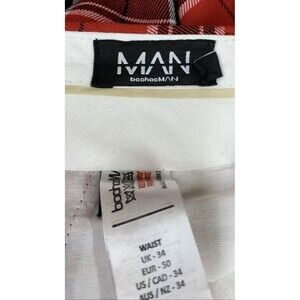 MAN
boohooMAN
WAIST
UK - 34
EUR - 50
US / CAD - 34
AUS / NZ - 34